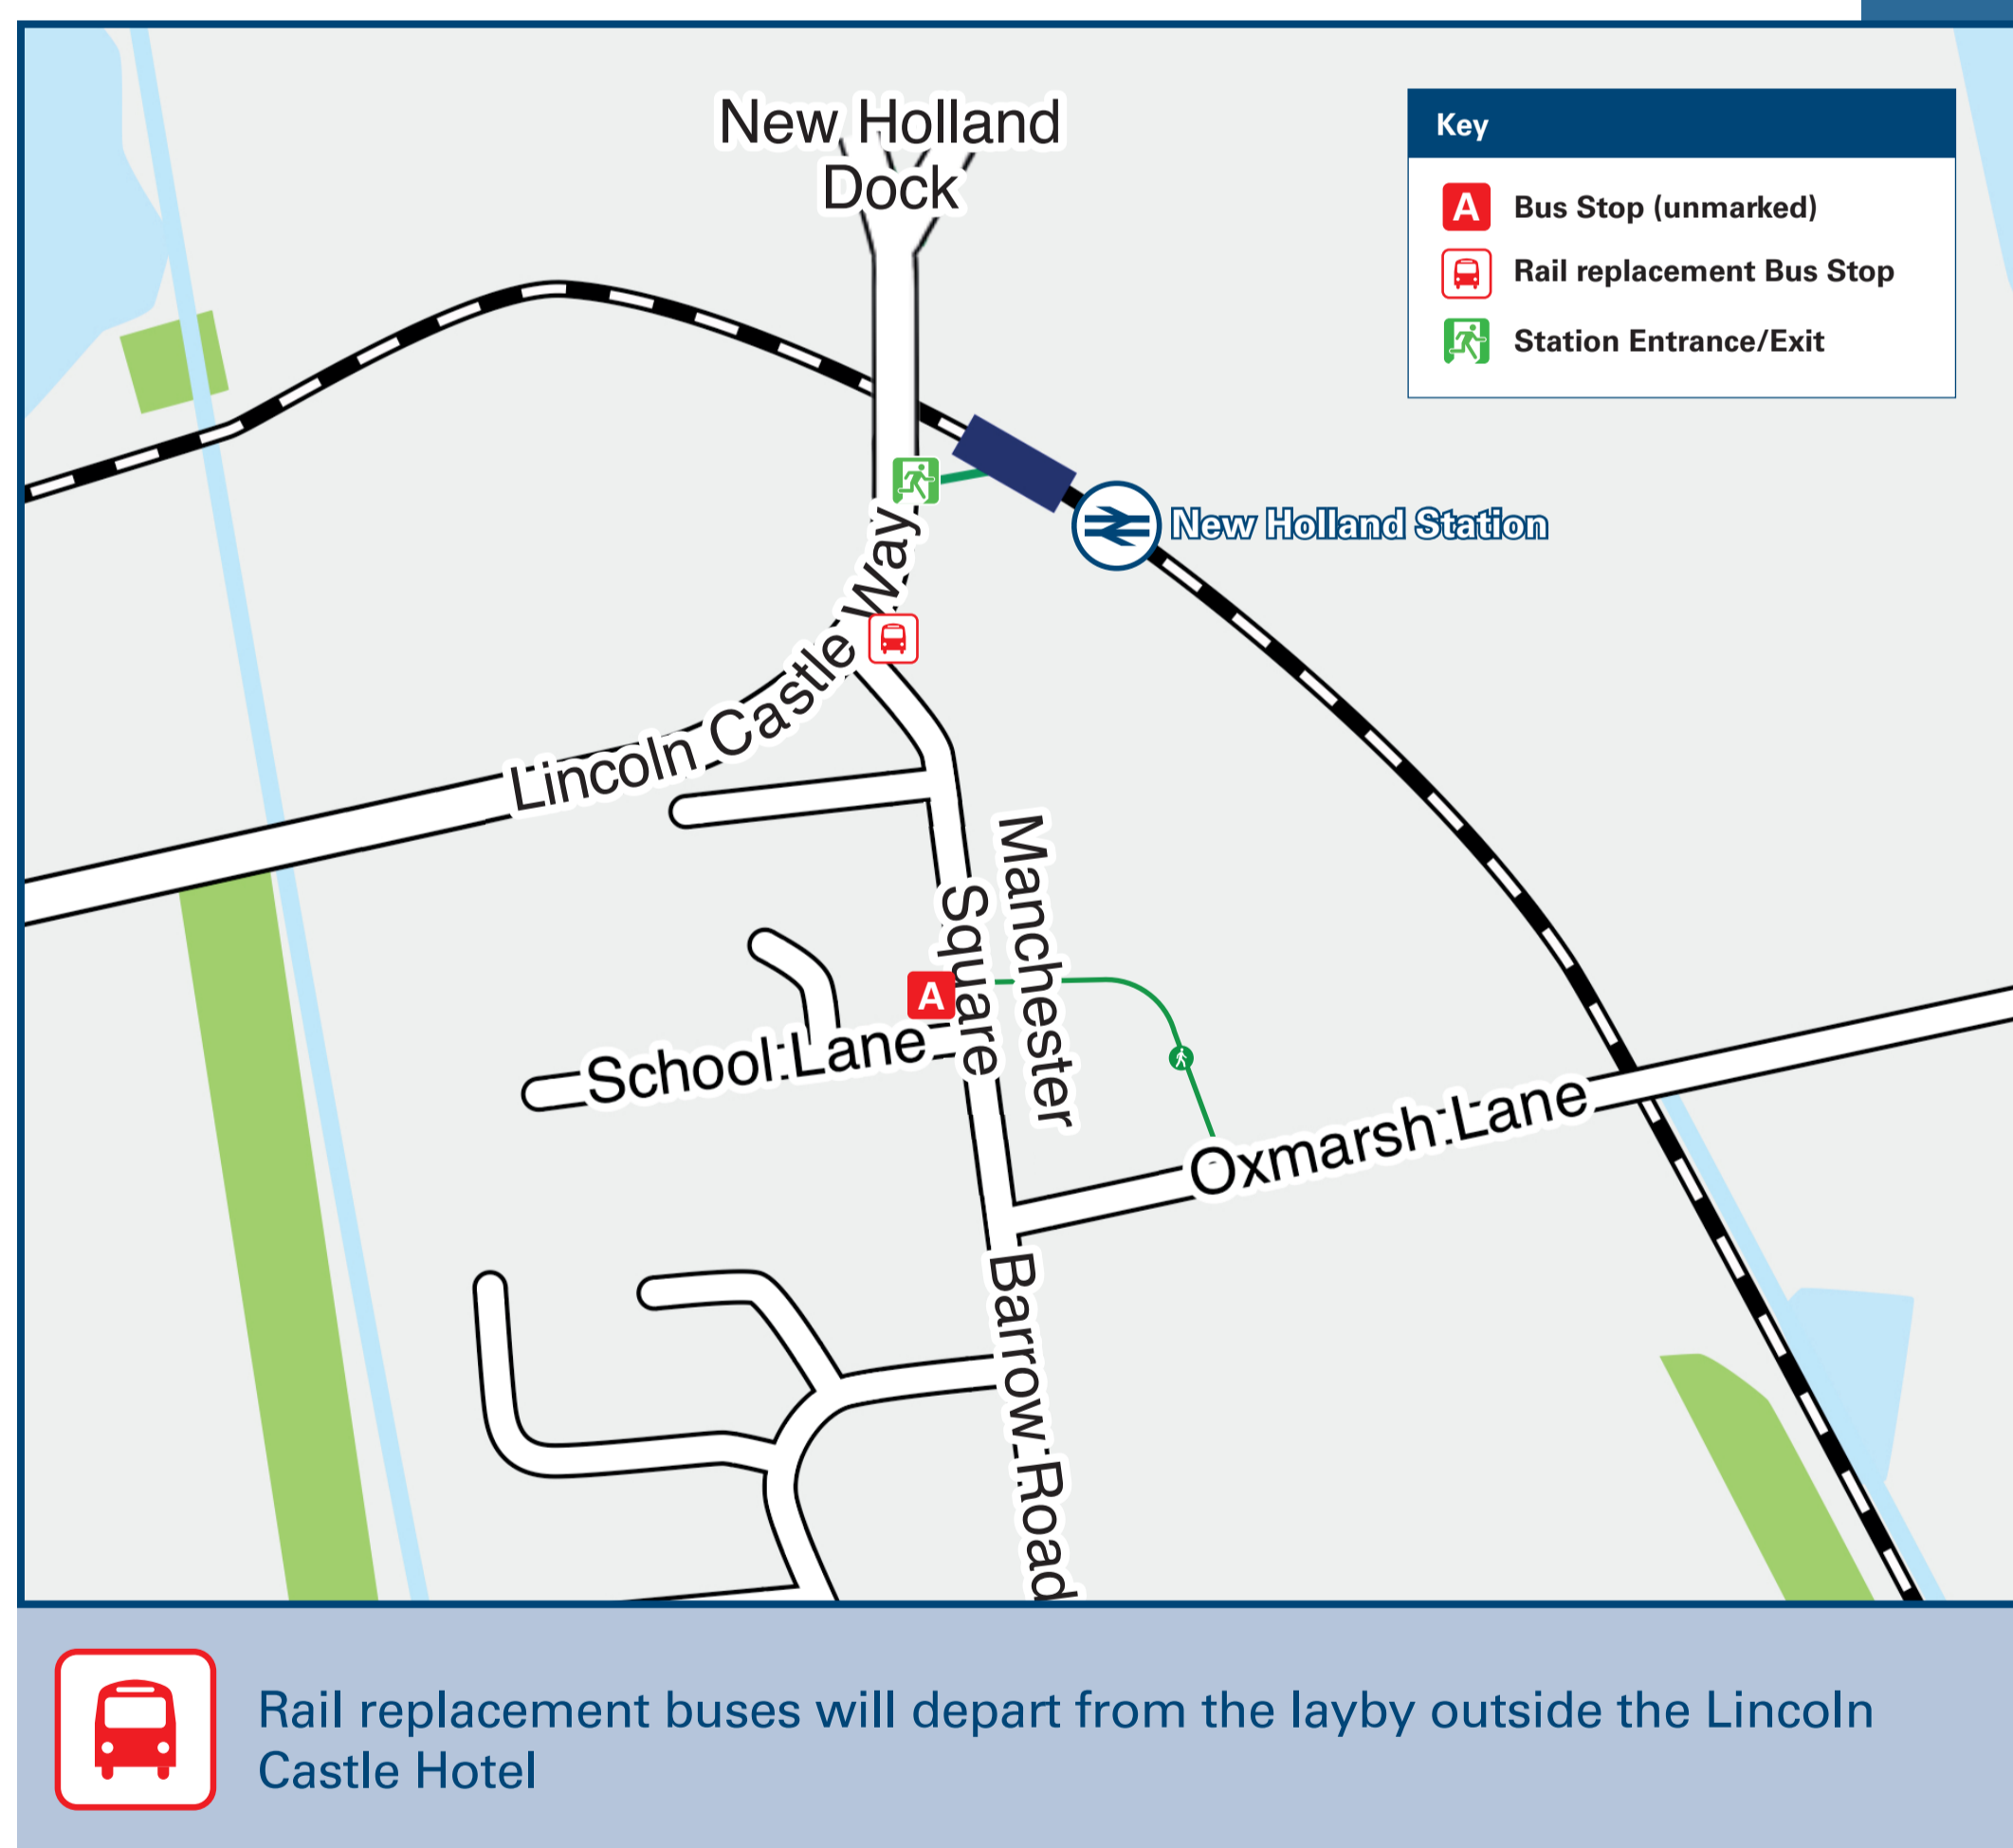 New Holland
Dock
Key
A Bus Stop (unmarked)
Rail replacement Bus Stop
Station Entrance/Exit
New Holland Station
Lincoln Castle Way
Manchester
Square
A
School Lane
Oxmarsh Lane
Barrow Road
Rail replacement buses will depart from the layby outside the Lincoln
Castle Hotel